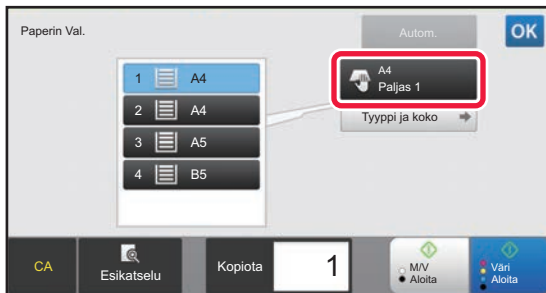 Paperin Val.
Autom.
OK
1 A4
2 A4
3 A5
4 B5
A4
Paljas 1
Tyyppi ja koko
CA
Esikatselu
Kopiota
1
M/V
Aloita
Väri
Aloita